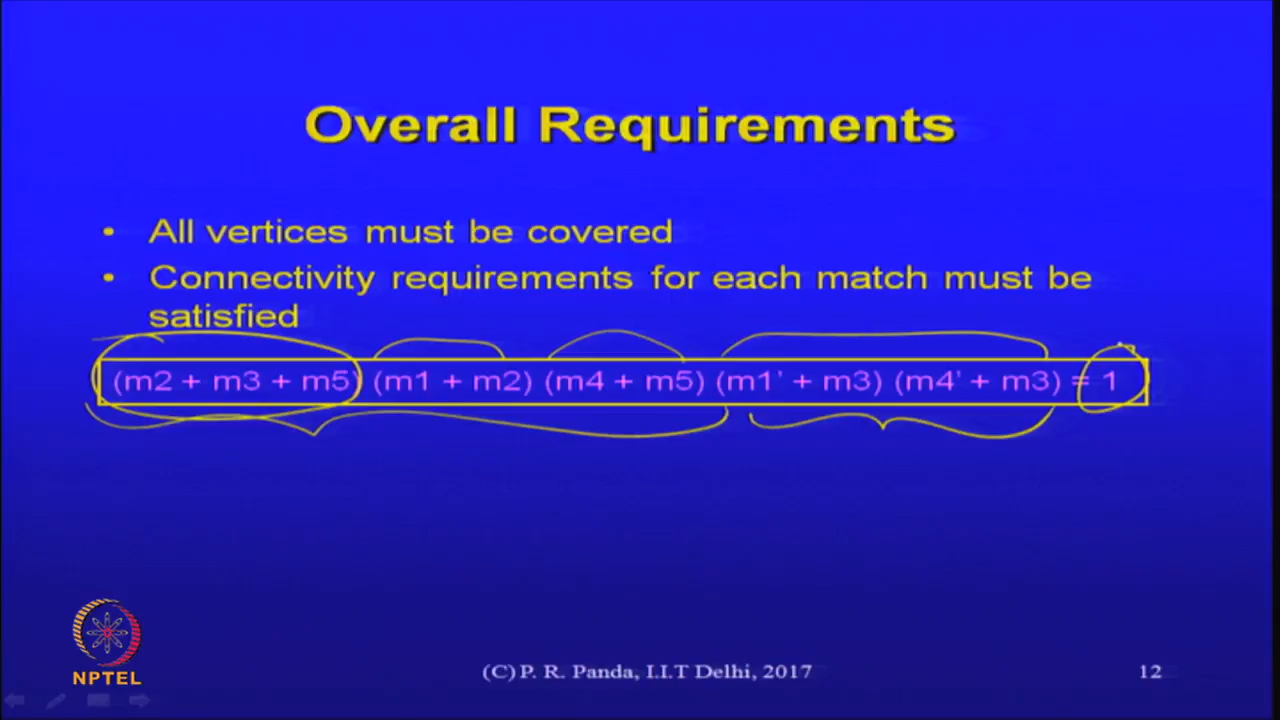 Overall Requirements
• All vertices must be covered
• Connectivity requirements for each match must be
satisfied
(m2 + m3 + m5) (m1 + m2) (m4 + m5) (m1' + m3) (m4' + m3) = 1
NPTEL
(C) P. R. Panda, I.I.T Delhi, 2017
12